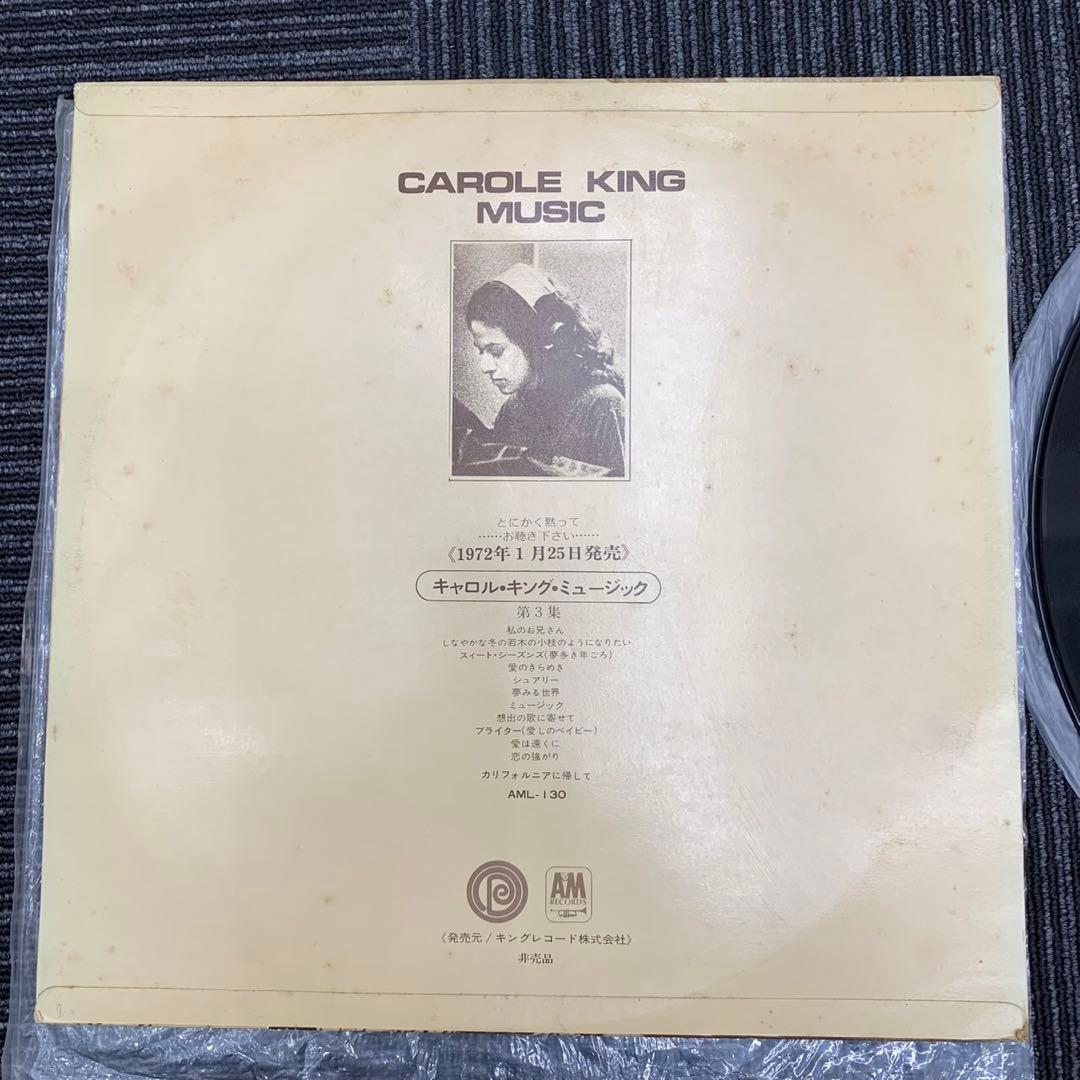 CAROLE KING
MUSIC
とにかく黙って
……お聴き下さい……
《1972年1月25日発売》
キャロル・キング・ミュージック
第3集
私のお兄さん
しなやかな冬の若木の小枝のようになりたい
スィート・シーズンズ(夢多き年ごろ)
愛のきらめき
シュアリー
夢みる世界
ミュージック
想出の歌に寄せて
ブライター(愛しのベイビー)
愛は遠くに
恋の強がり
カリフォルニアに帰して
AML-130
A&M
RECORDS
《発売元/キングレコード株式会社》
非売品